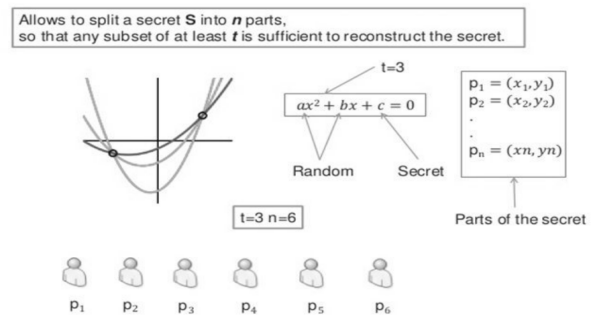 Allows to split a secret S into n parts,
so that any subset of at least t is sufficient to reconstruct the secret.
t=3
ax² + bx + c = 0
Random
Secret
p₁ = (x₁,y₁)
p₂ = (x₂,y₂)
.
.
pₙ = (xn, yn)
Parts of the secret
t=3 n=6
p₁ p₂ p₃ p₄ p₅ p₆